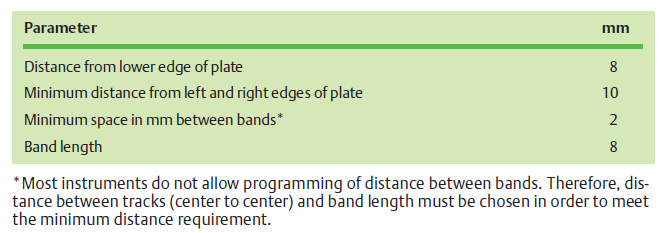 Parameter mm
Distance from lower edge of plate 8
Minimum distance from left and right edges of plate 10
Minimum space in mm between bands* 2
Band length 8
*Most instruments do not allow programming of distance between bands. Therefore, dis-
tance between tracks (center to center) and band length must be chosen in order to meet
the minimum distance requirement.